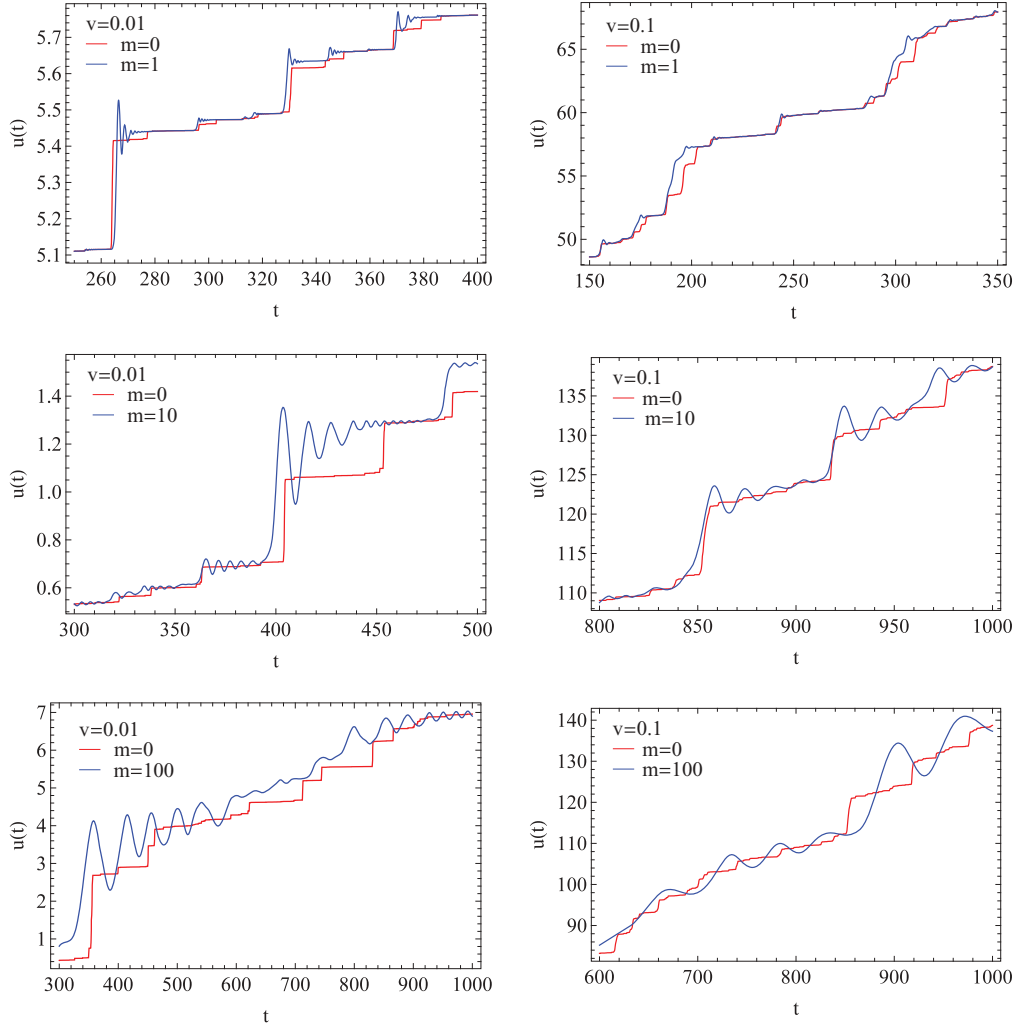 v=0.01
m=0
m=1
5.7
5.6
5.5
5.4
5.3
5.2
5.1
u(t)
260 280 300 320 340 360 380 400
t
v=0.1
m=0
m=1
65
60
55
50
u(t)
150 200 250 300 350
t
v=0.01
m=0
m=10
1.4
1.2
1.0
0.8
0.6
u(t)
300 350 400 450 500
t
v=0.1
m=0
m=10
135
130
125
120
115
110
u(t)
800 850 900 950 1000
t
v=0.01
m=0
m=100
7
6
5
4
3
2
1
u(t)
300 400 500 600 700 800 900 1000
t
v=0.1
m=0
m=100
140
130
120
110
100
90
u(t)
600 700 800 900 1000
t